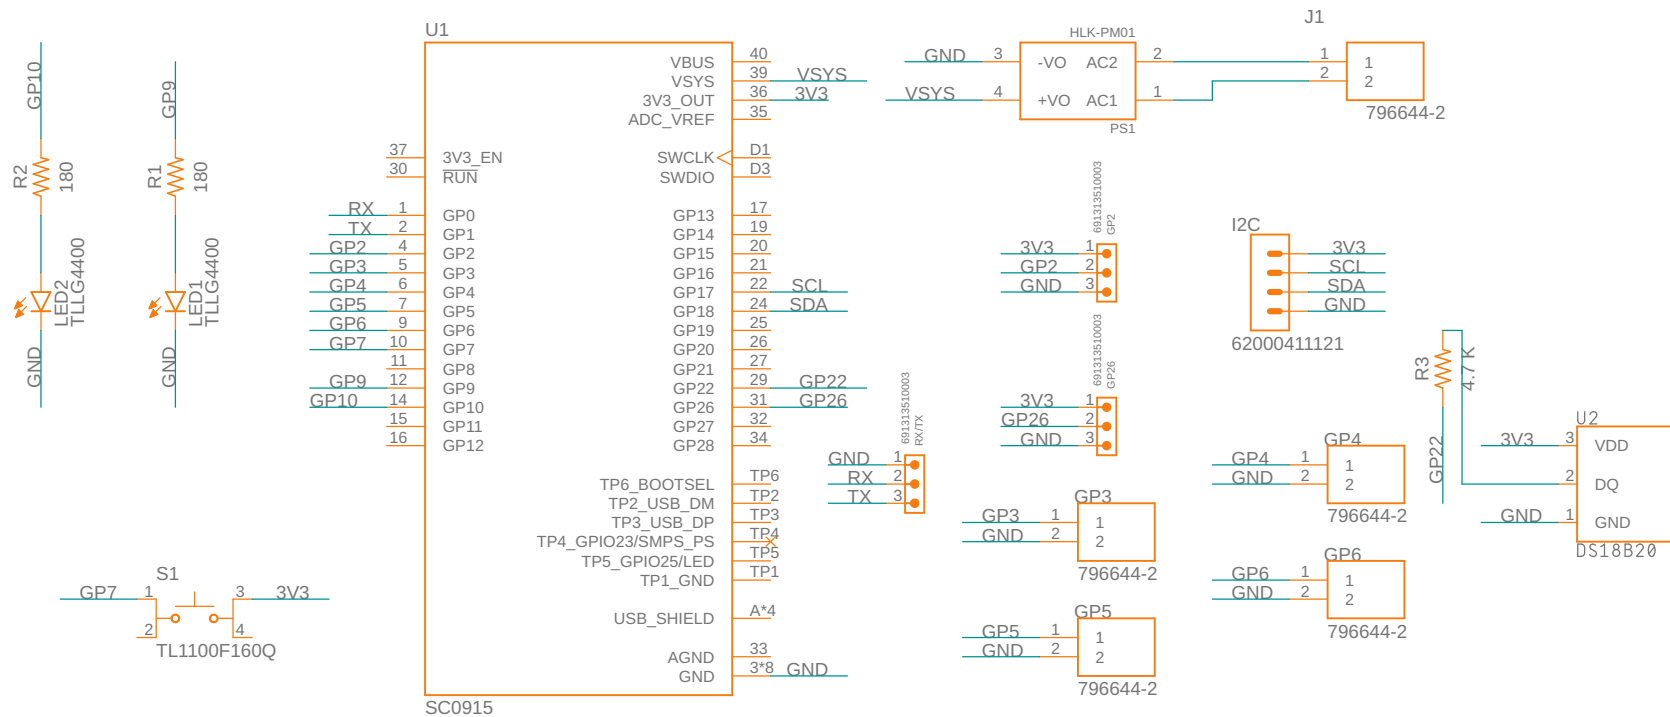 GP10
R2
180
LED2
TLLG4400
GND
GP9
R1
180
LED1
TLLG4400
GND
S1
GP7 1 3 3V3
2 4
TL1100F160Q
U1
VBUS 40
VSYS 39 VSYS
3V3_OUT 36 3V3
ADC_VREF 35
37 3V3_EN SWCLK D1
30 RUN SWDIO D3
RX 1 GP0 GP13 17
TX 2 GP1 GP14 19
GP2 4 GP2 GP15 20
GP3 5 GP3 GP16 21
GP4 6 GP4 GP17 22 SCL
GP5 7 GP5 GP18 24 SDA
GP6 9 GP6 GP19 25
GP7 10 GP7 GP20 26
11 GP8 GP21 27
GP9 12 GP9 GP22 29 GP22
GP10 14 GP10 GP26 31 GP26
15 GP11 GP27 32
16 GP12 GP28 34
TP6_BOOTSEL TP6
TP2_USB_DM TP2
TP3_USB_DP TP3
TP4_GPIO23/SMPS_PS TP4
TP5_GPIO25/LED TP5
TP1_GND TP1
USB_SHIELD A*4
AGND 33
GND 3*8 GND
SC0915
HLK-PM01
GND 3 -VO AC2 2
VSYS 4 +VO AC1 1
PS1
J1
1 1
2 2
796644-2
691313510003
GP2
3V3 1
GP2 2
GND 3
691313510003
GP26
3V3 1
GP26 2
GND 3
691313510003
RX/TX
GND 1
RX 2
TX 3
I2C
3V3
SCL
SDA
GND
62000411121
R3
4.7 K
GP22
U2
3V3 3 VDD
2 DQ
GND 1 GND
DS18B20
GP4
GP4 1 1
GND 2 2
796644-2
GP3
GP3 1 1
GND 2 2
796644-2
GP6
GP6 1 1
GND 2 2
796644-2
GP5
GP5 1 1
GND 2 2
796644-2